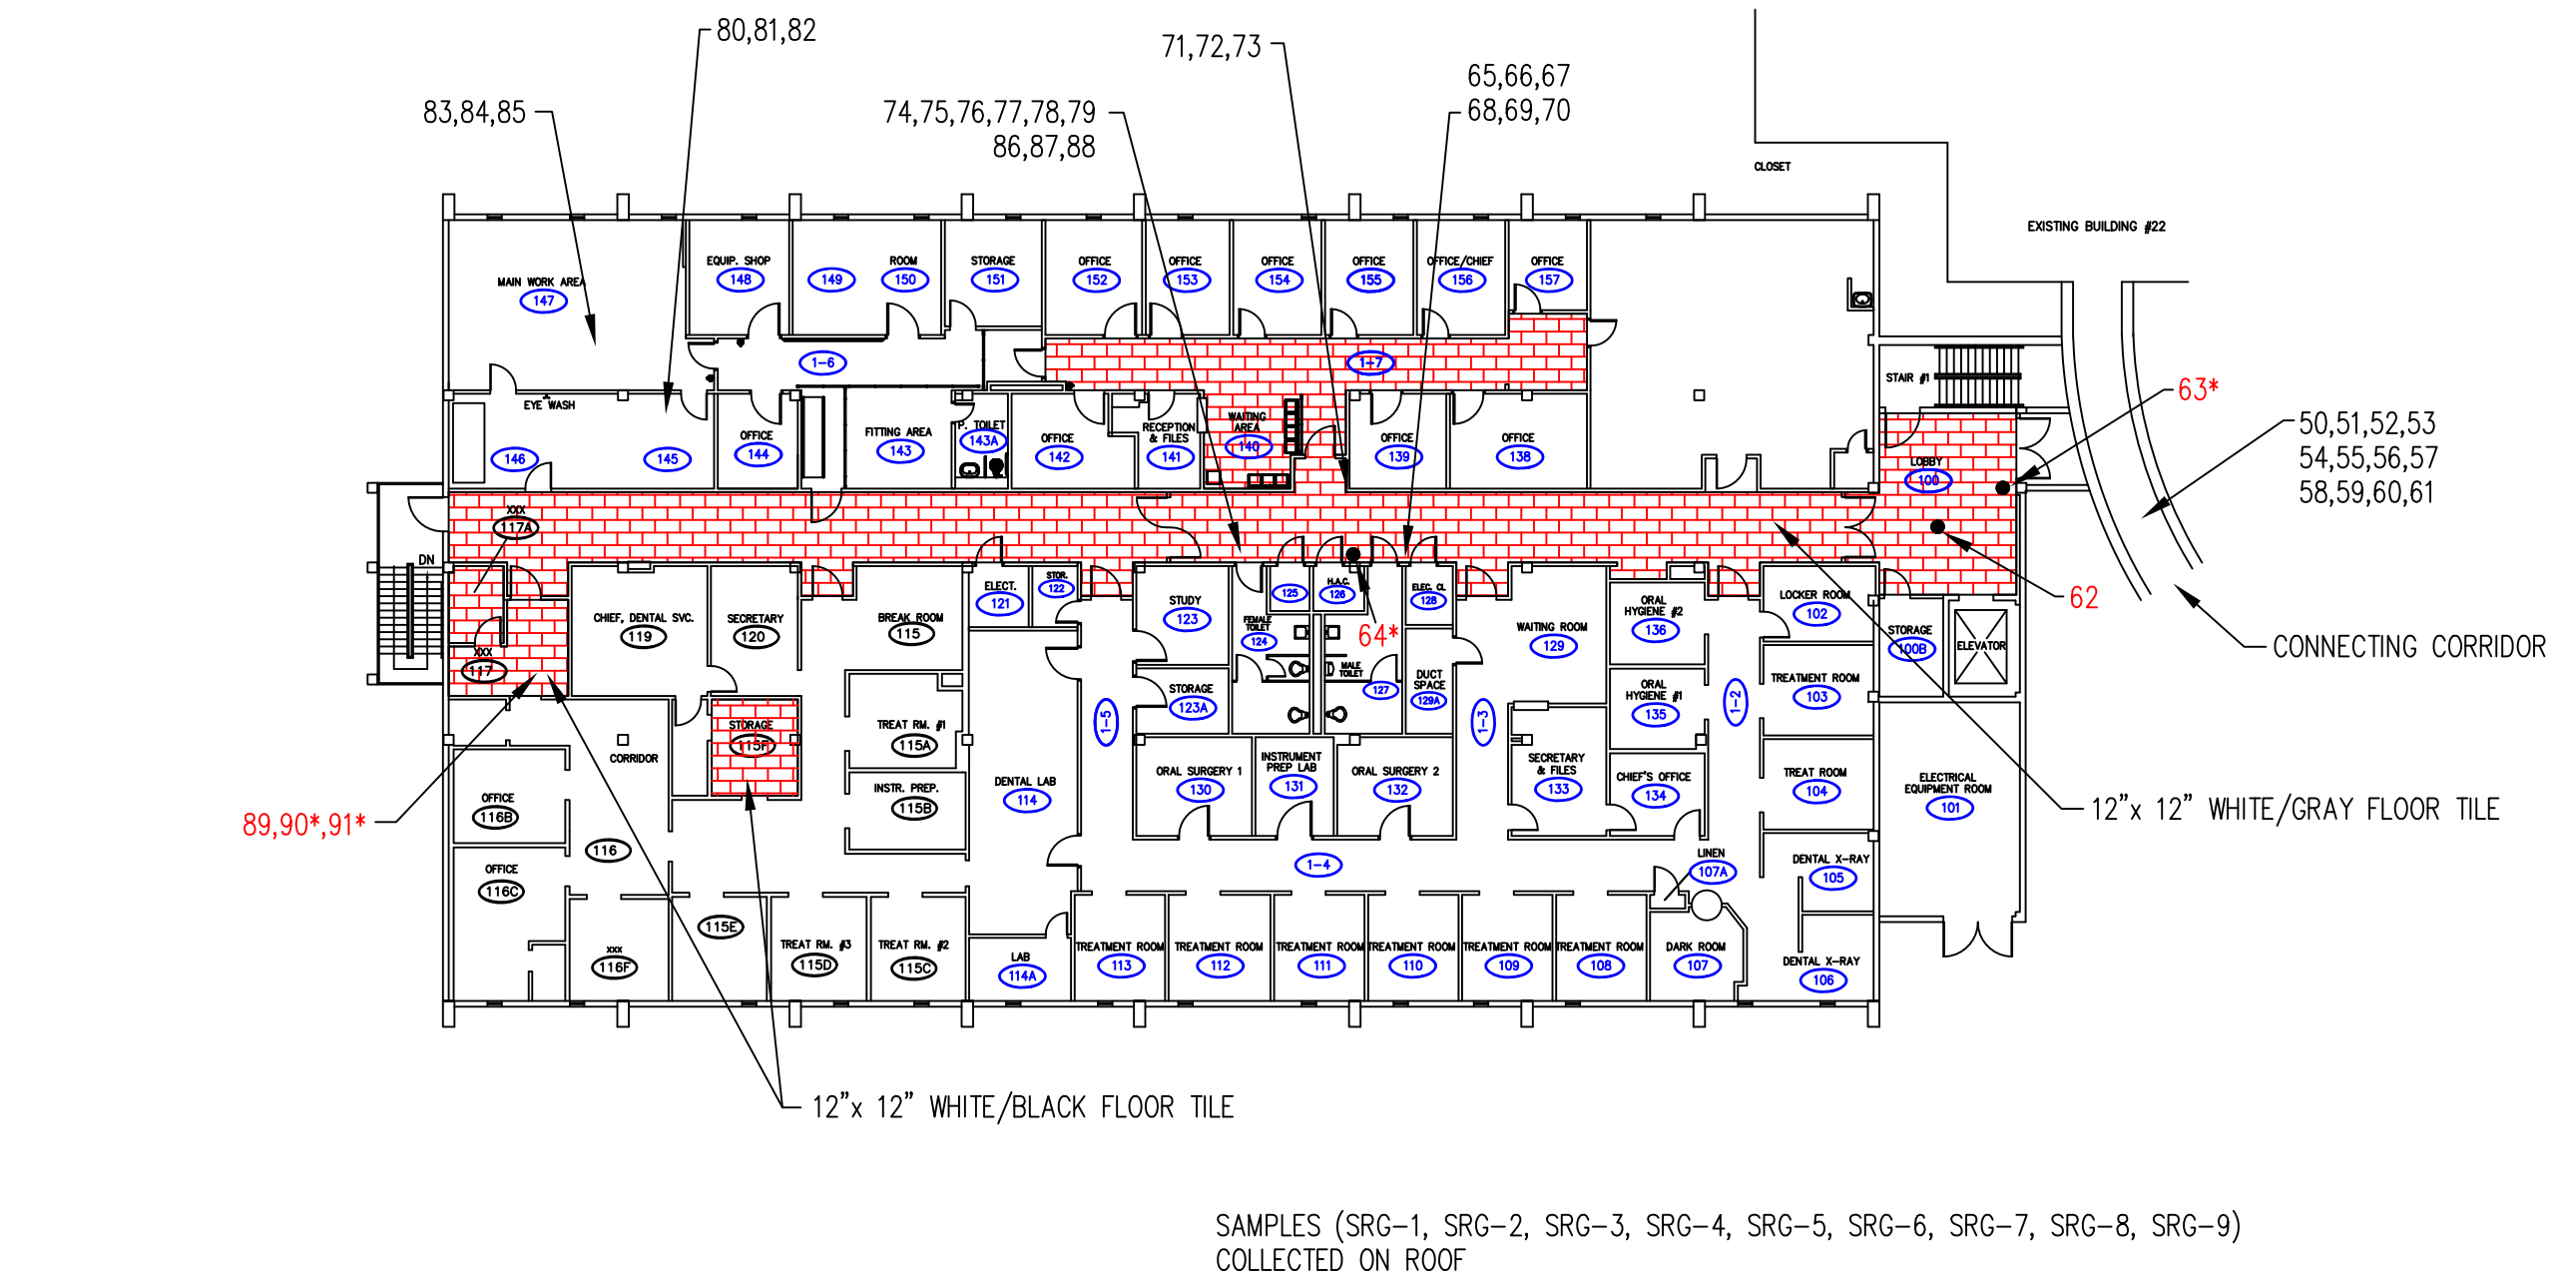 80,81,82
71,72,73
65,66,67
68,69,70
83,84,85
74,75,76,77,78,79
86,87,88
CLOSET
EXISTING BUILDING #22
MAIN WORK AREA
147
EQUIP. SHOP
148
149
ROOM
150
STORAGE
151
OFFICE
152
OFFICE
153
OFFICE
154
OFFICE
155
OFFICE/CHIEF
156
OFFICE
157
1-6
1-7
STAIR #1
63*
50,51,52,53
54,55,56,57
58,59,60,61
EYE WASH
146
145
OFFICE
144
FITTING AREA
143
P. TOILET
143A
OFFICE
142
RECEPTION
& FILES
141
WAITING
AREA
140
OFFICE
139
OFFICE
138
LOBBY
100
XXX
117A
DN
62
64*
XXX
117
CHIEF, DENTAL SVC.
119
SECRETARY
120
BREAK ROOM
115
ELECT.
121
STOR.
122
STUDY
123
FEMALE
TOILET
124
125
H.A.C.
126
ELEC. CL
128
MALE
TOILET
127
DUCT
SPACE
129A
WAITING ROOM
129
ORAL
HYGIENE #2
136
LOCKER ROOM
102
STORAGE
100B
ELEVATOR
CONNECTING CORRIDOR
STORAGE
123A
ORAL
HYGIENE #1
135
TREATMENT ROOM
103
1-5
1-3
1-2
STORAGE
115F
TREAT RM. #1
115A
CORRIDOR
INSTR. PREP.
115B
DENTAL LAB
114
ORAL SURGERY 1
130
INSTRUMENT
PREP LAB
131
ORAL SURGERY 2
132
SECRETARY
& FILES
133
CHIEF'S OFFICE
134
TREAT ROOM
104
ELECTRICAL
EQUIPMENT ROOM
101
12"x 12" WHITE/GRAY FLOOR TILE
89,90*,91*
OFFICE
116B
116
OFFICE
116C
1-4
LINEN
107A
DENTAL X-RAY
105
XXX
116F
115E
TREAT RM. #3
115D
TREAT RM. #2
115C
LAB
114A
TREATMENT ROOM
113
TREATMENT ROOM
112
TREATMENT ROOM
111
TREATMENT ROOM
110
TREATMENT ROOM
109
TREATMENT ROOM
108
DARK ROOM
107
DENTAL X-RAY
106
12"x 12" WHITE/BLACK FLOOR TILE
SAMPLES (SRG-1, SRG-2, SRG-3, SRG-4, SRG-5, SRG-6, SRG-7, SRG-8, SRG-9)
COLLECTED ON ROOF